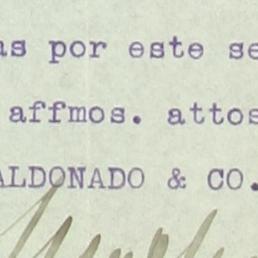 as por este se
affmos. attos
ALDONADO & CO.